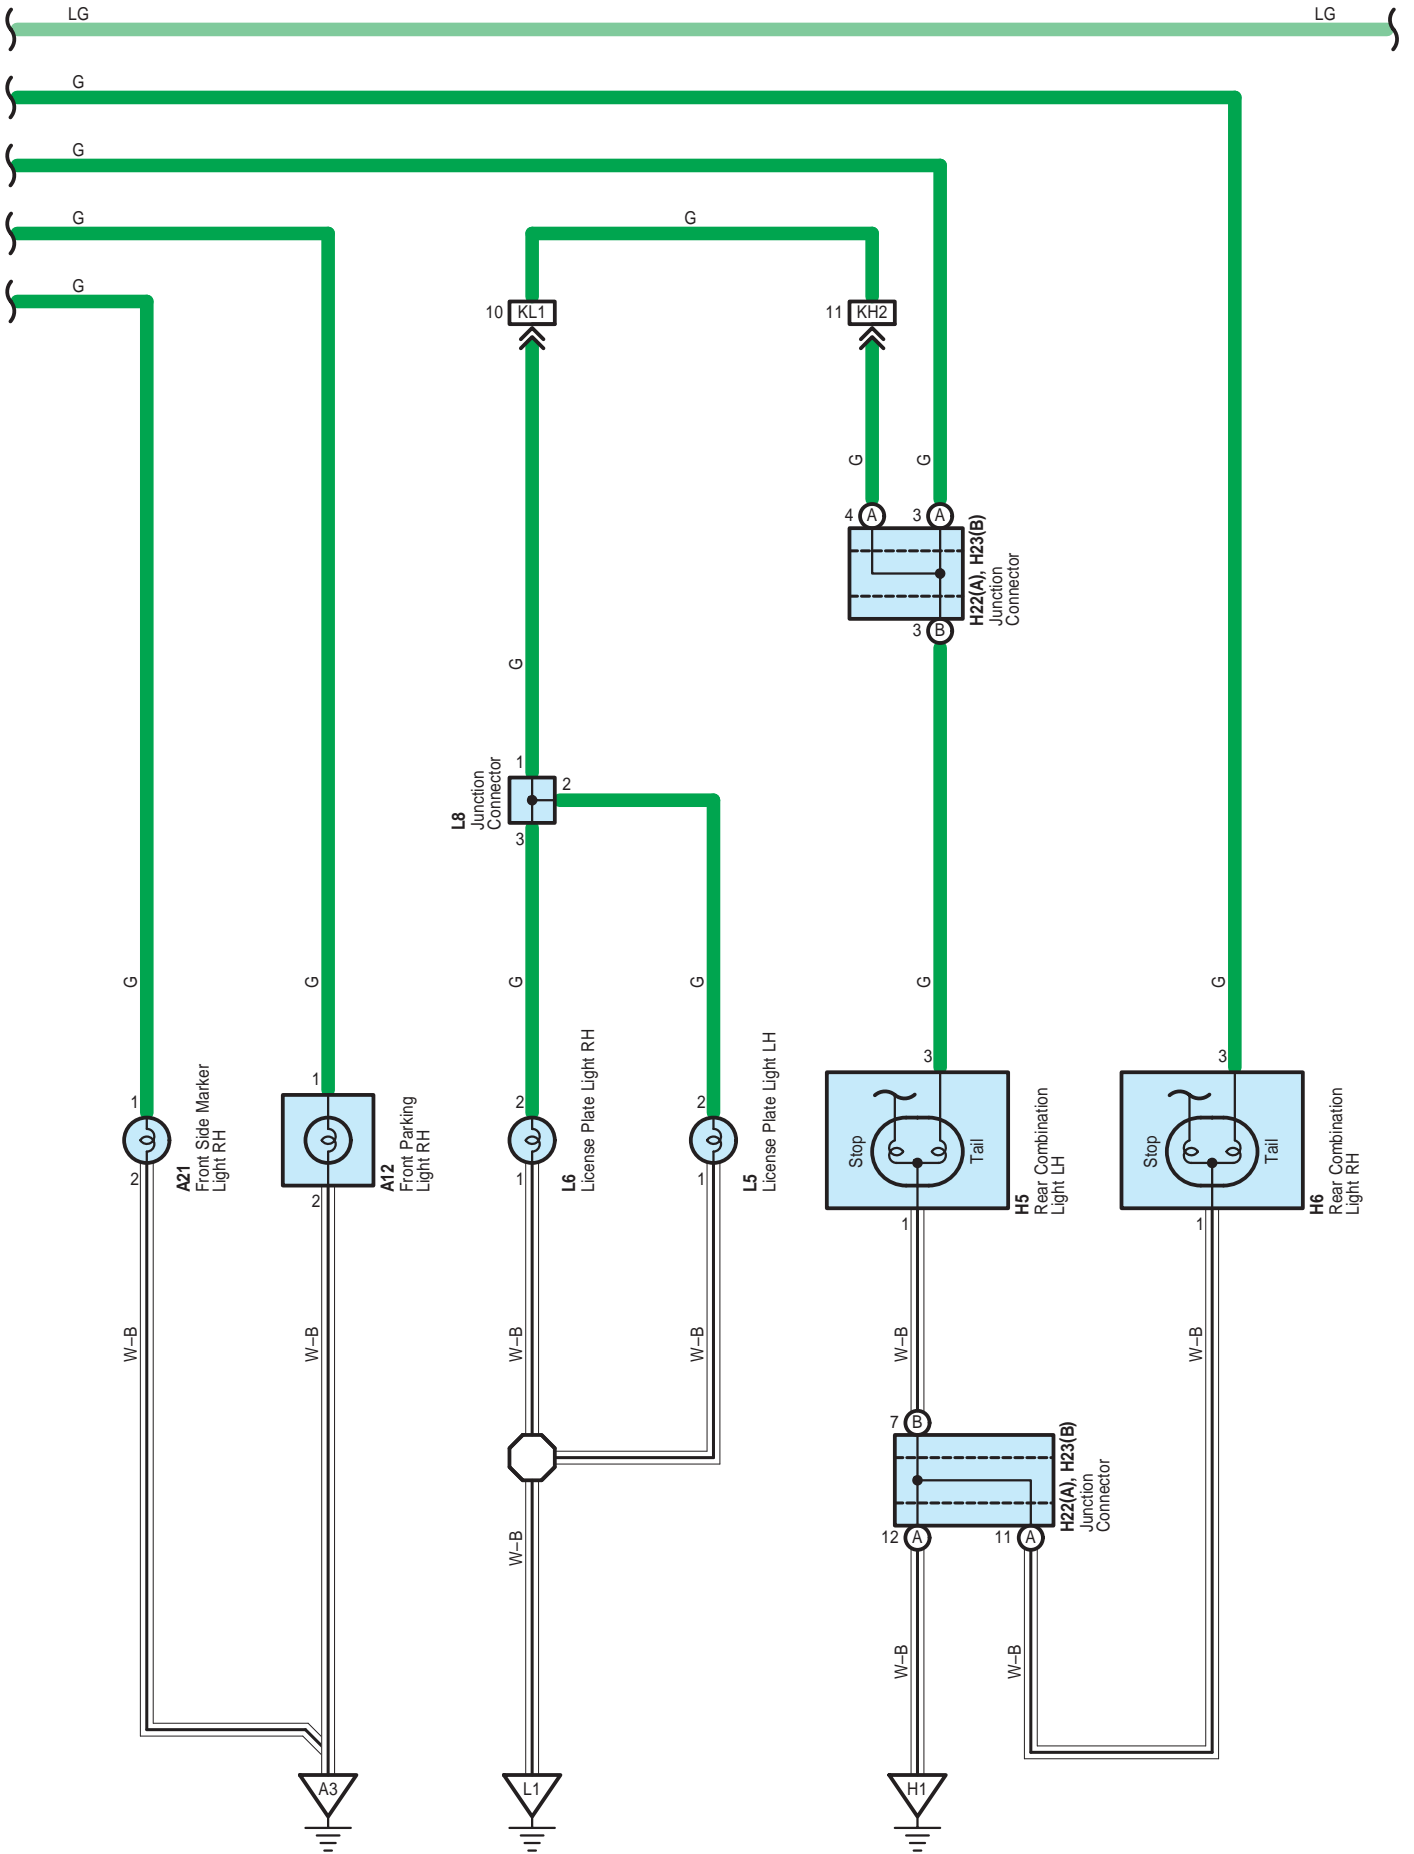 LG
LG
G
G
G
G
G
10
KL1
11
KH2
G
G
4
A
3
A
H22(A), H23(B)
Junction
Connector
3
B
G
1
2
3
L8
Junction
Connector
G
G
G
G
G
1
2
A21
Front Side Marker
Light RH
1
2
A12
Front Parking
Light RH
2
1
L6
License Plate Light RH
2
1
L5
License Plate Light LH
3
Stop
Tail
1
H5
Rear Combination
Light LH
3
Stop
Tail
1
H6
Rear Combination
Light RH
W–B
W–B
W–B
W–B
W–B
W–B
7
B
H22(A), H23(B)
Junction
Connector
12
A
11
A
W–B
W–B
W–B
A3
L1
H1